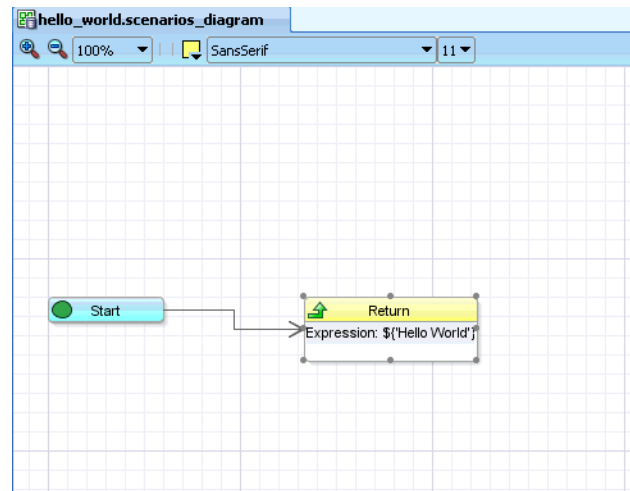 hello_world.scenarios_diagram
100% SansSerif 11
Start
Return
Expression: ${'Hello World'}